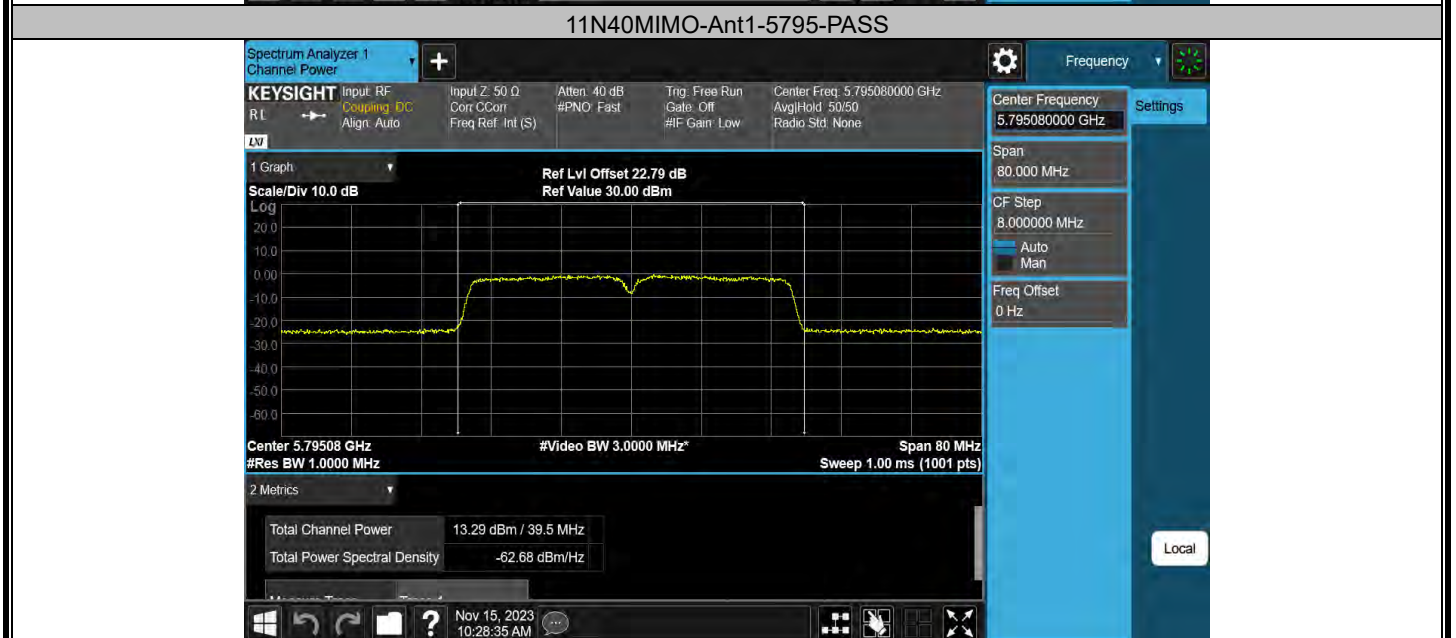 11N40MIMO-Ant1-5795-PASS
Spectrum Analyzer 1
Channel Power
+
Frequency
KEYSIGHT
RL
LXI
Input: RF
Coupling: DC
Align: Auto
Input Z: 50 Ω
Corr CCorr
Freq Ref: Int (S)
Atten: 40 dB
#PNO: Fast
Trig: Free Run
Gate: Off
#IF Gain: Low
Center Freq: 5.795080000 GHz
Avg|Hold: 50/50
Radio Std: None
Center Frequency
5.795080000 GHz
Settings
Span
80.000 MHz
CF Step
8.000000 MHz
Auto
Man
Freq Offset
0 Hz
1 Graph
Scale/Div 10.0 dB
Ref Lvl Offset 22.79 dB
Ref Value 30.00 dBm
Log
20.0
10.0
0.00
-10.0
-20.0
-30.0
-40.0
-50.0
-60.0
Center 5.79508 GHz
#Video BW 3.0000 MHz*
Span 80 MHz
#Res BW 1.0000 MHz
Sweep 1.00 ms (1001 pts)
2 Metrics
Total Channel Power 13.29 dBm / 39.5 MHz
Total Power Spectral Density -62.68 dBm/Hz
Local
?
Nov 15, 2023
10:28:35 AM